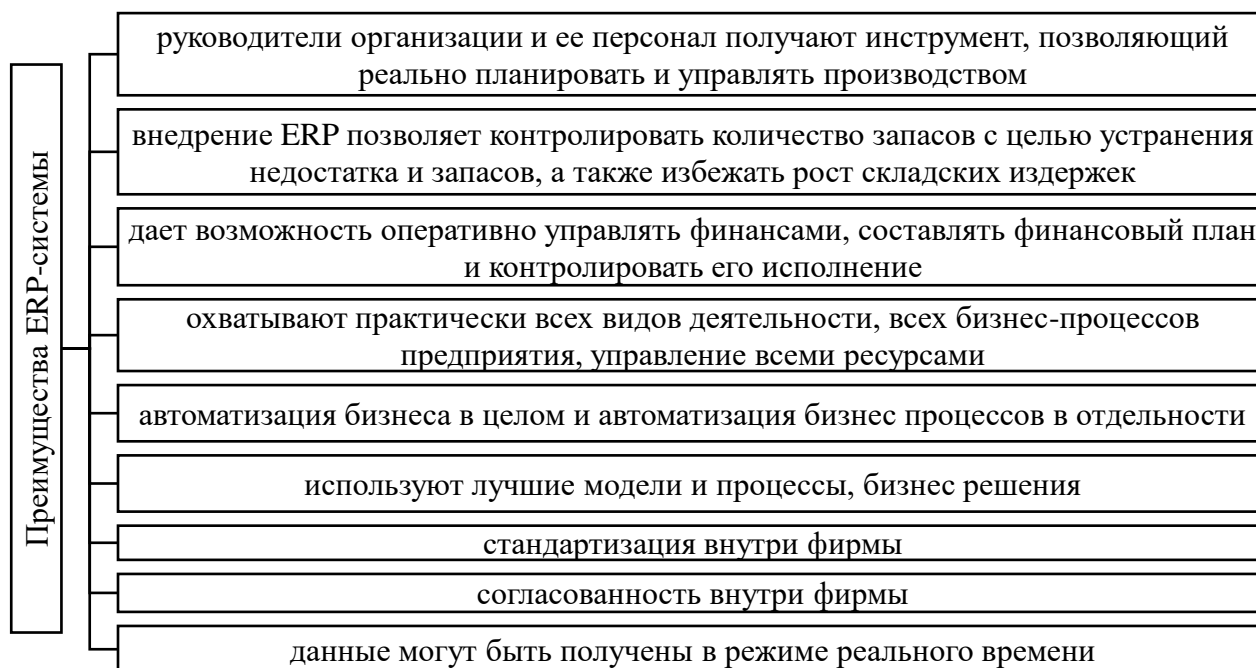 Преимущества ERP-системы
руководители организации и ее персонал получают инструмент, позволяющий
реально планировать и управлять производством
внедрение ERP позволяет контролировать количество запасов с целью устранения
недостатка и запасов, а также избежать рост складских издержек
дает возможность оперативно управлять финансами, составлять финансовый план
и контролировать его исполнение
охватывают практически всех видов деятельности, всех бизнес-процессов
предприятия, управление всеми ресурсами
автоматизация бизнеса в целом и автоматизация бизнес процессов в отдельности
используют лучшие модели и процессы, бизнес решения
стандартизация внутри фирмы
согласованность внутри фирмы
данные могут быть получены в режиме реального времени